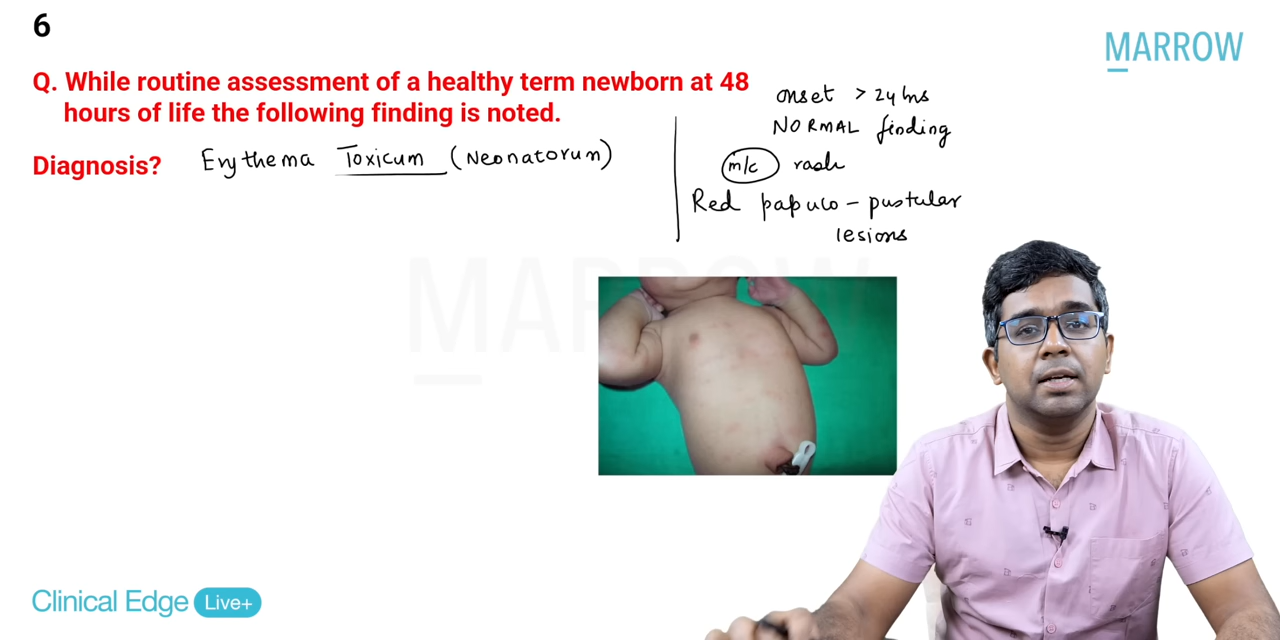 6
MARROW
Q. While routine assessment of a healthy term newborn at 48
hours of life the following finding is noted.
Diagnosis? Erythema Toxicum (Neonatorum)
onset > 24 hrs
NORMAL finding
m/c rash
Red papulo - pustular
lesions
MARROW
Clinical Edge Live+